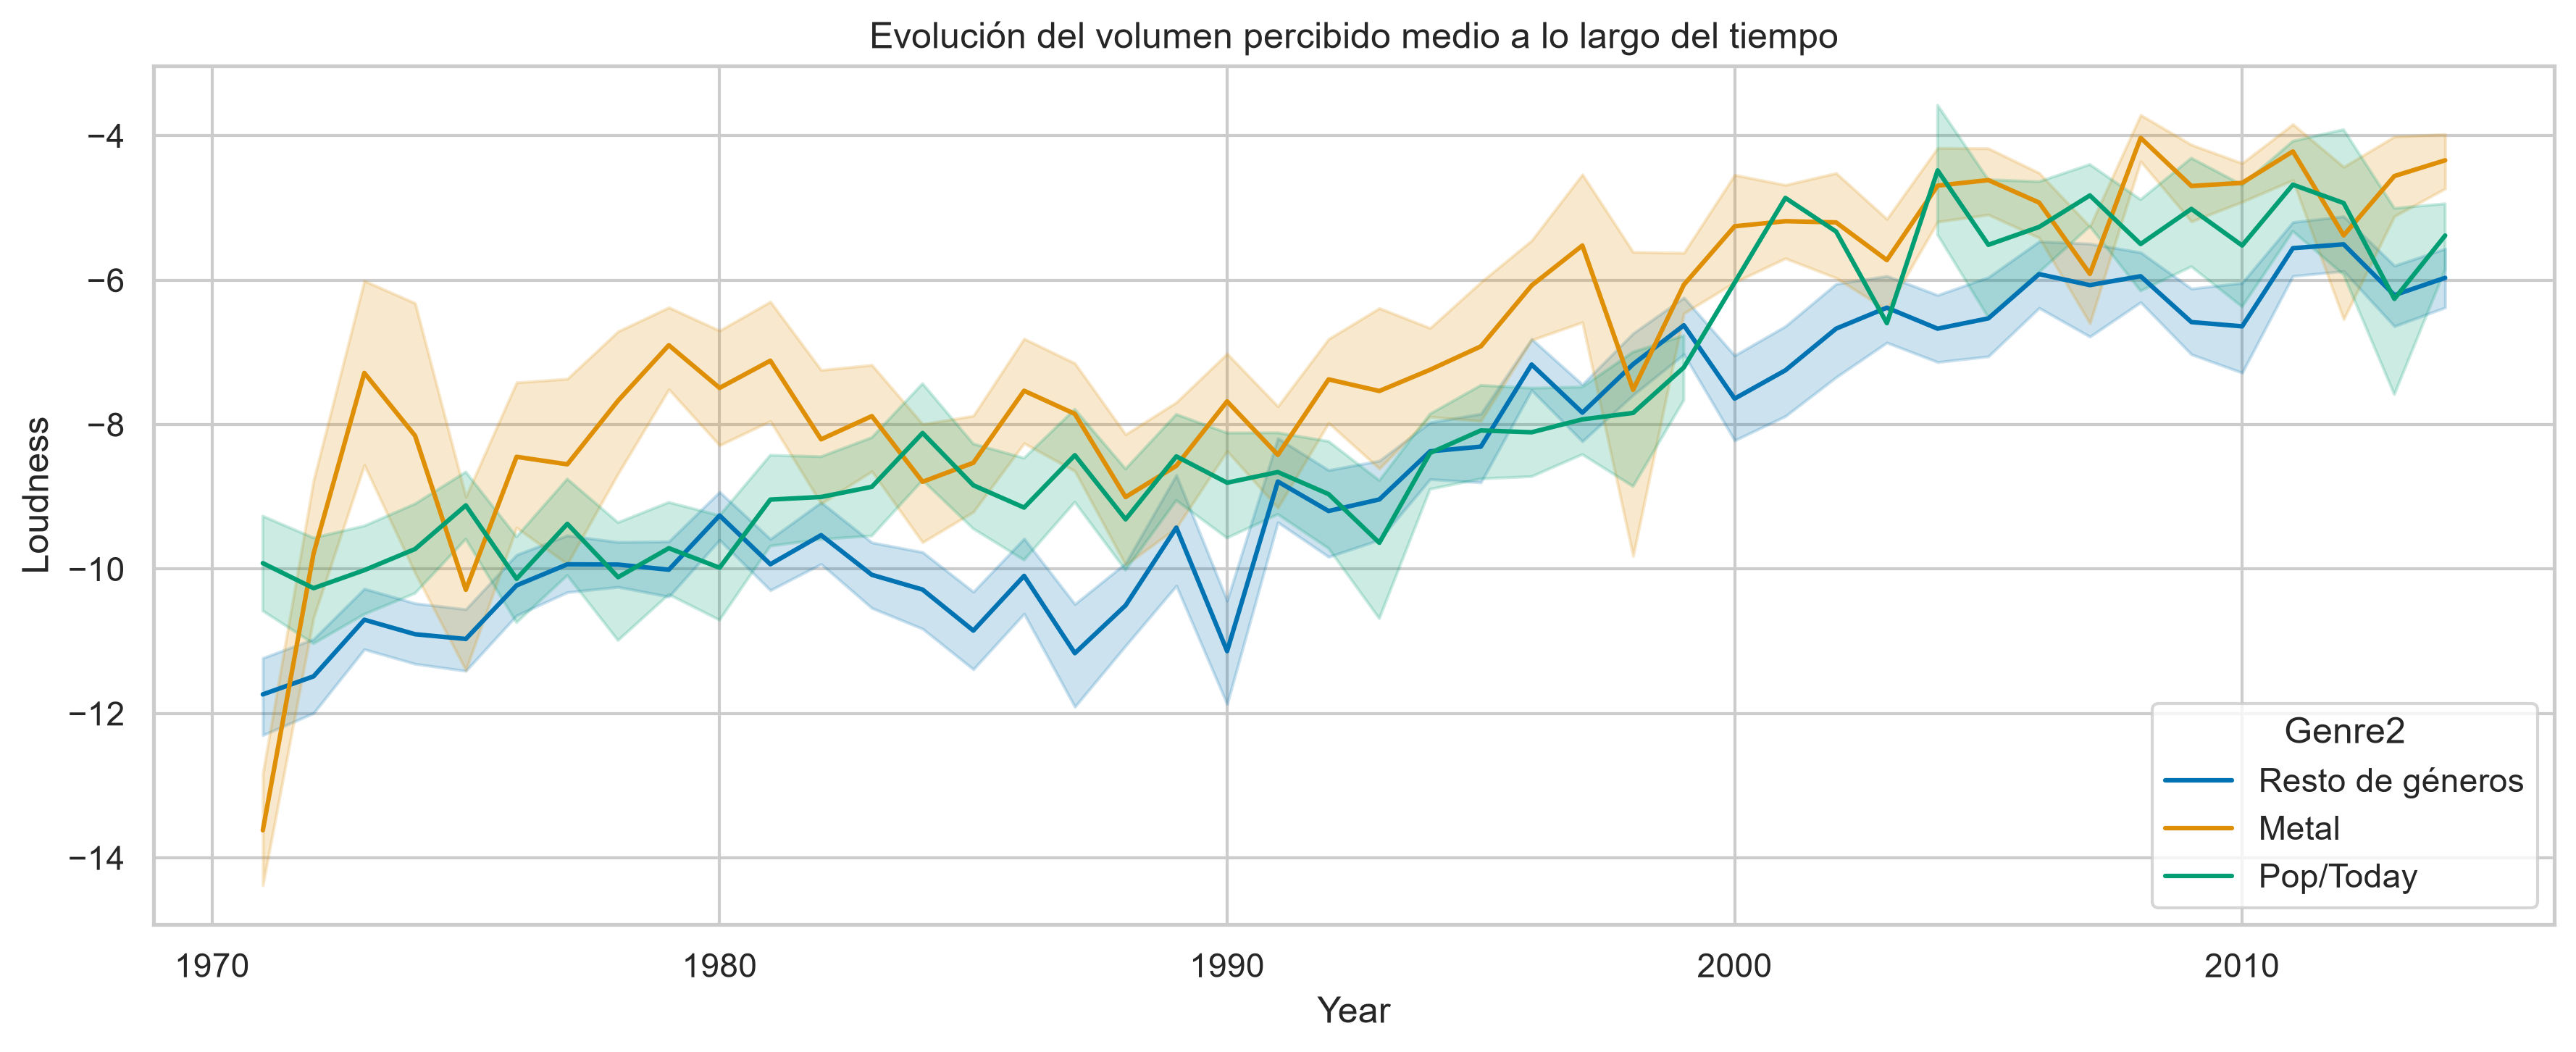 Evolución del volumen percibido medio a lo largo del tiempo
Loudness
−4
−6
−8
−10
−12
−14
1970
1980
1990
2000
2010
Year
Genre2
Resto de géneros
Metal
Pop/Today